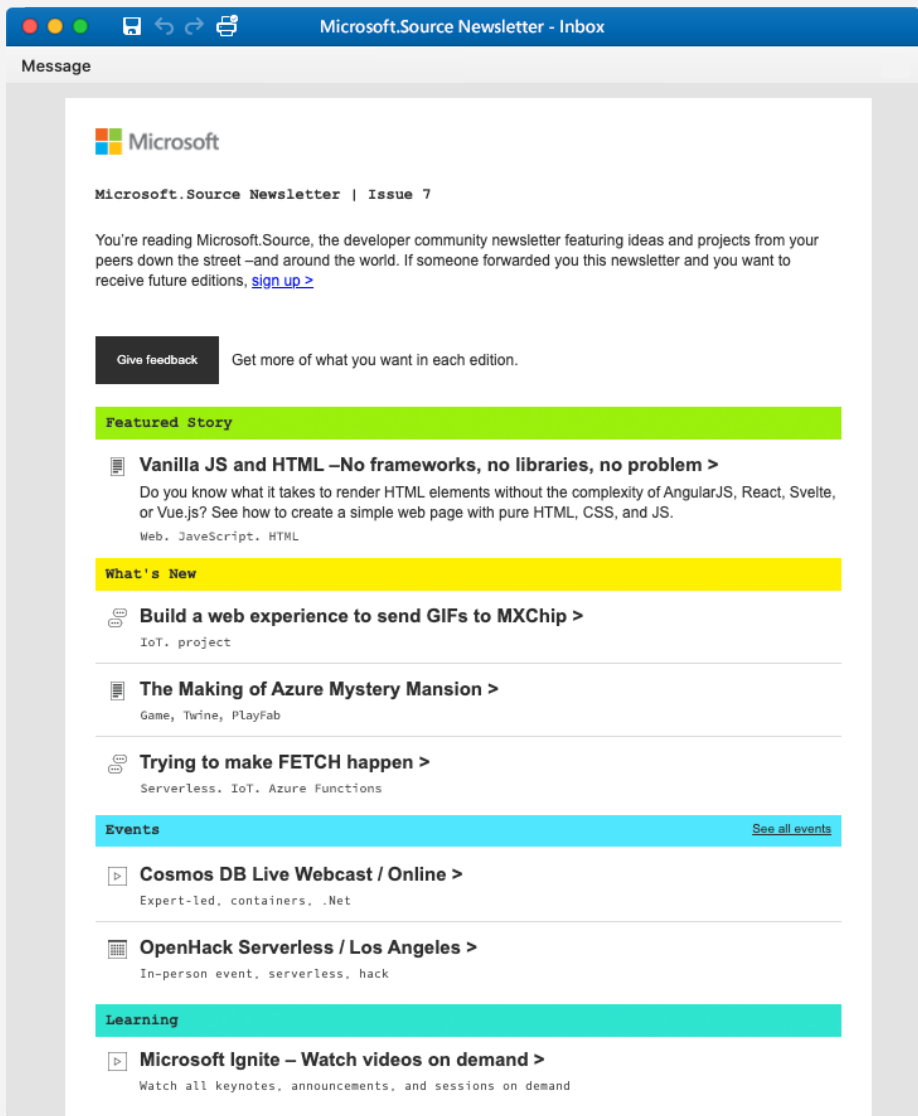 Microsoft.Source Newsletter - Inbox
Message
Microsoft
Microsoft.Source Newsletter | Issue 7
You're reading Microsoft.Source, the developer community newsletter featuring ideas and projects from your
peers down the street –and around the world. If someone forwarded you this newsletter and you want to
receive future editions, sign up >
Give feedback Get more of what you want in each edition.
Featured Story
Vanilla JS and HTML –No frameworks, no libraries, no problem >
Do you know what it takes to render HTML elements without the complexity of AngularJS, React, Svelte,
or Vue.js? See how to create a simple web page with pure HTML, CSS, and JS.
Web. JaveScript. HTML
What's New
Build a web experience to send GIFs to MXChip >
IoT. project
The Making of Azure Mystery Mansion >
Game, Twine, PlayFab
Trying to make FETCH happen >
Serverless. IoT. Azure Functions
Events See all events
Cosmos DB Live Webcast / Online >
Expert-led, containers, .Net
OpenHack Serverless / Los Angeles >
In-person event, serverless, hack
Learning
Microsoft Ignite – Watch videos on demand >
Watch all keynotes, announcements, and sessions on demand